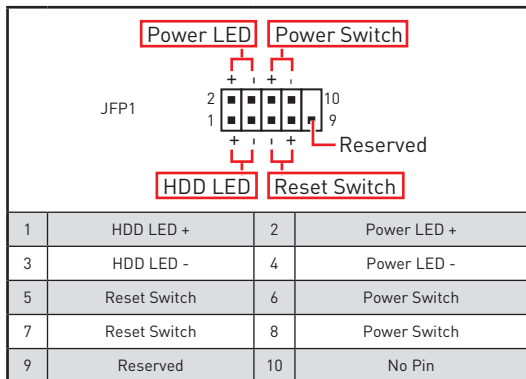 Power LED Power Switch
+ - + -
JFP1
2 10
1 9
+ - - +
Reserved
HDD LED Reset Switch
1 HDD LED + 2 Power LED +
3 HDD LED - 4 Power LED -
5 Reset Switch 6 Power Switch
7 Reset Switch 8 Power Switch
9 Reserved 10 No Pin